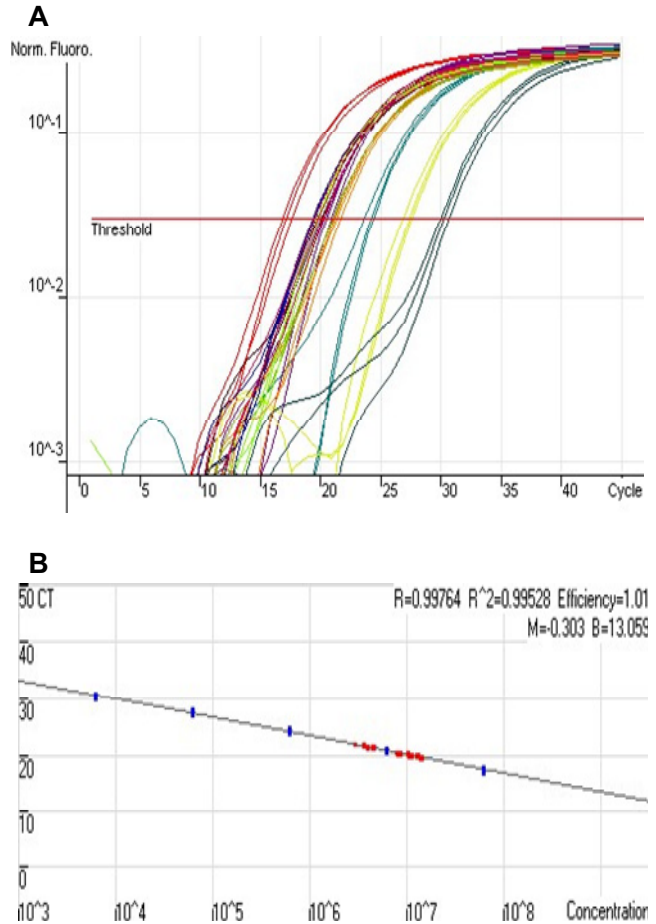 A
Norm. Fluoro.
10^-1
Threshold
10^-2
10^-3
0 5 10 15 20 25 30 35 40 Cycle
B
50 CT R=0.99764 R^2=0.99528 Efficiency=1.01
M=-0.303 B=13.059
40
30
20
10
0
10^3 10^4 10^5 10^6 10^7 10^8 Concentration